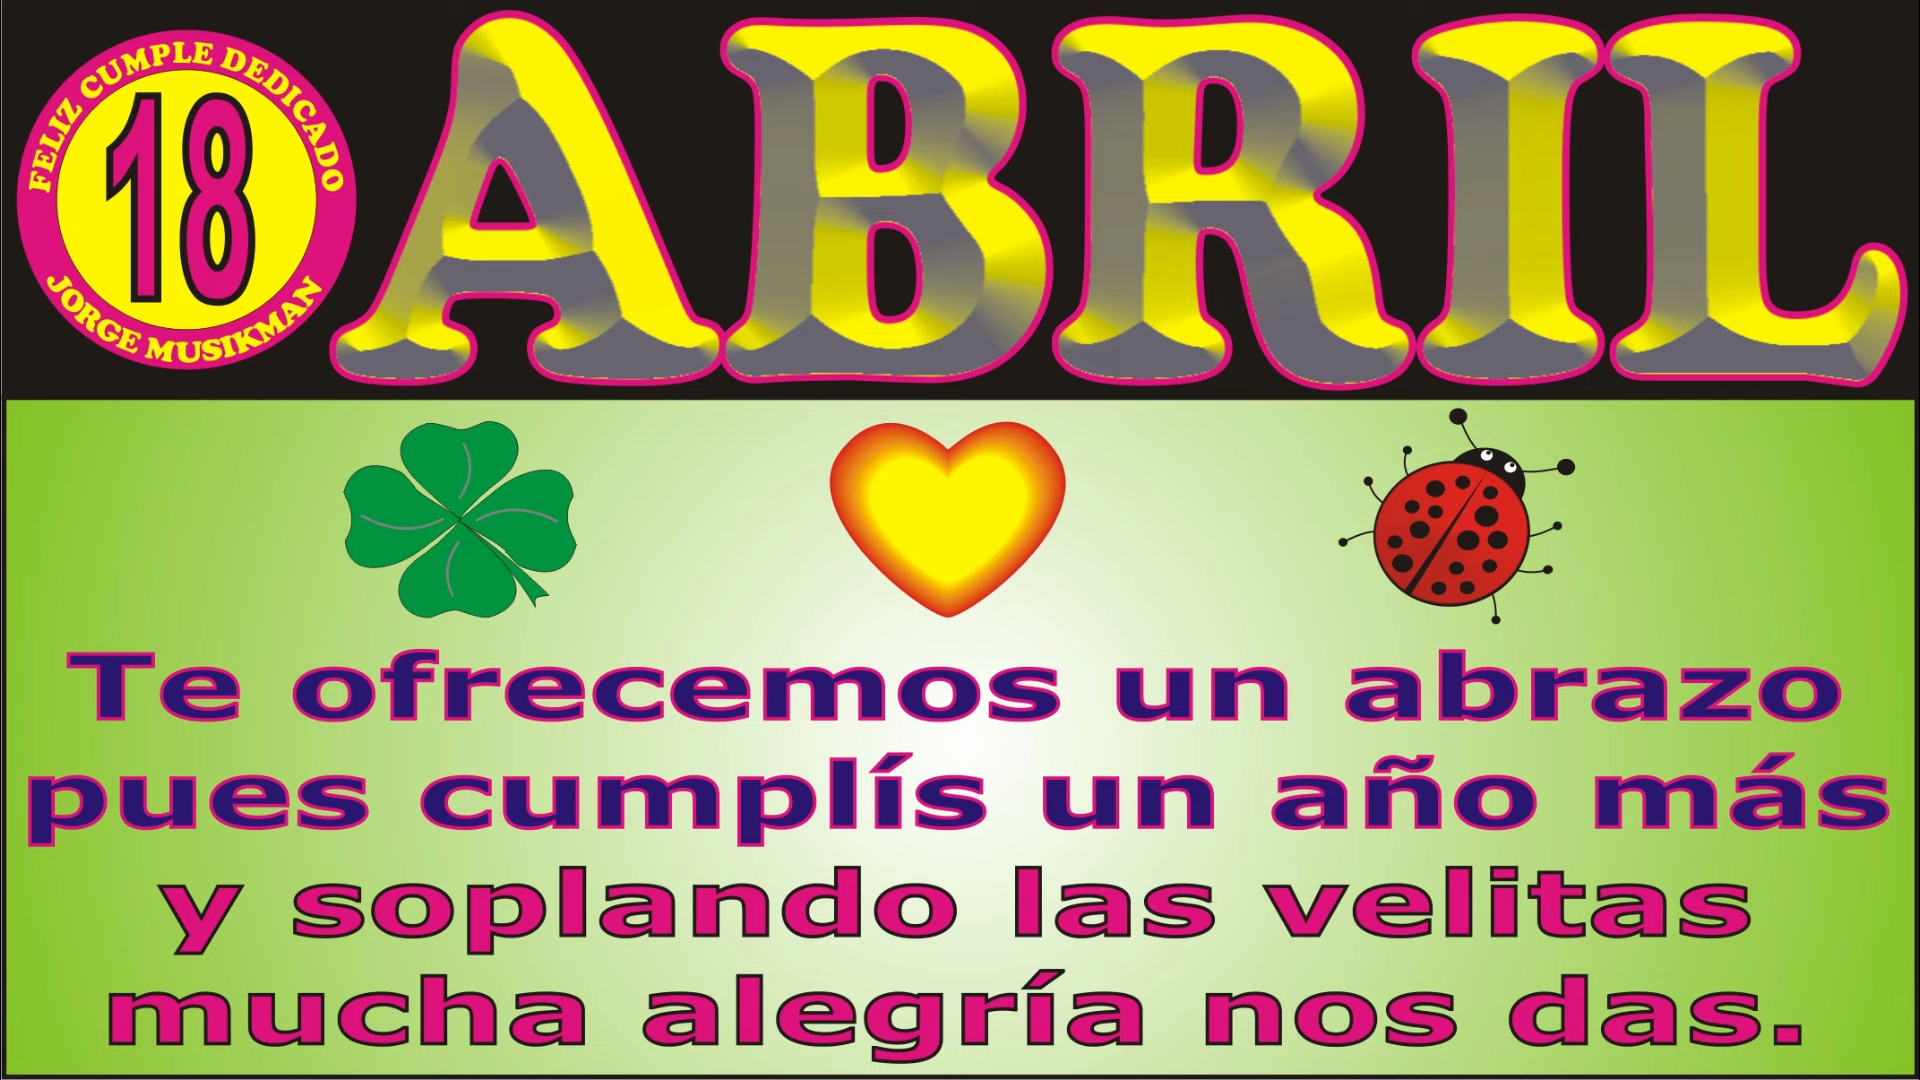 FELIZ CUMPLE DEDICADO
18
JORGE MUSIKMAN
ABRIL
Te ofrecemos un abrazo
pues cumplís un año más
y soplando las velitas
mucha alegría nos das.